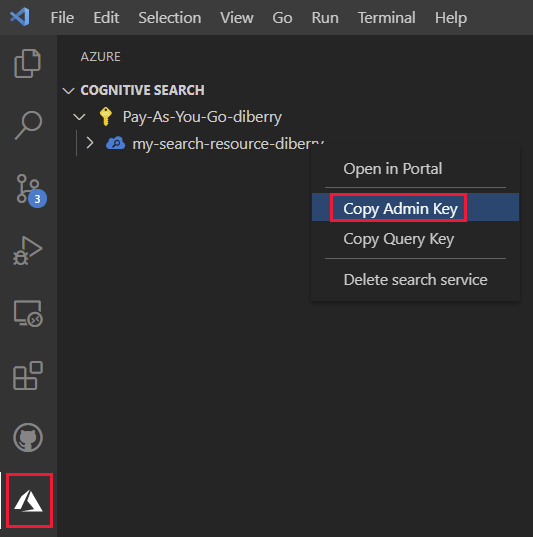 File Edit Selection View Go Run Terminal Help
AZURE
COGNITIVE SEARCH
Pay-As-You-Go-diberry
my-search-resource-diberry
Open in Portal
Copy Admin Key
Copy Query Key
Delete search service
3